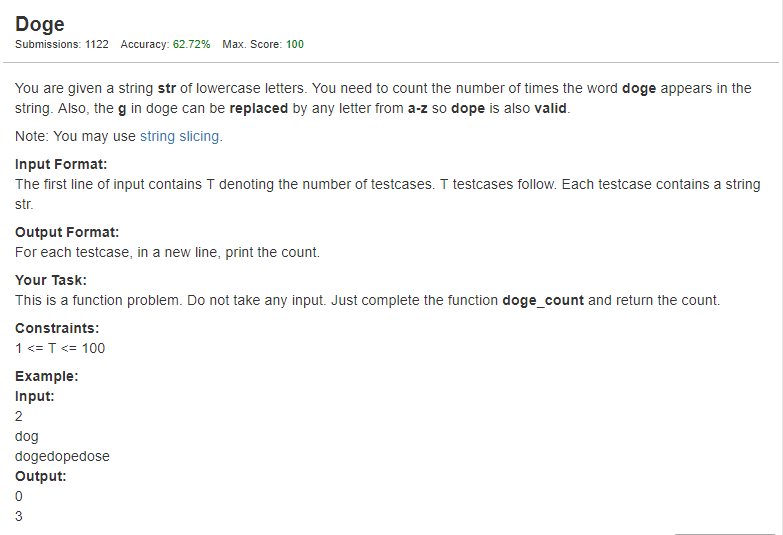 Doge
Submissions: 1122 Accuracy: 62.72% Max. Score: 100
You are given a string str of lowercase letters. You need to count the number of times the word doge appears in the
string. Also, the g in doge can be replaced by any letter from a-z so dope is also valid.
Note: You may use string slicing.
Input Format:
The first line of input contains T denoting the number of testcases. T testcases follow. Each testcase contains a string
str.
Output Format:
For each testcase, in a new line, print the count.
Your Task:
This is a function problem. Do not take any input. Just complete the function doge_count and return the count.
Constraints:
1 <= T <= 100
Example:
Input:
2
dog
dogedopedose
Output:
0
3